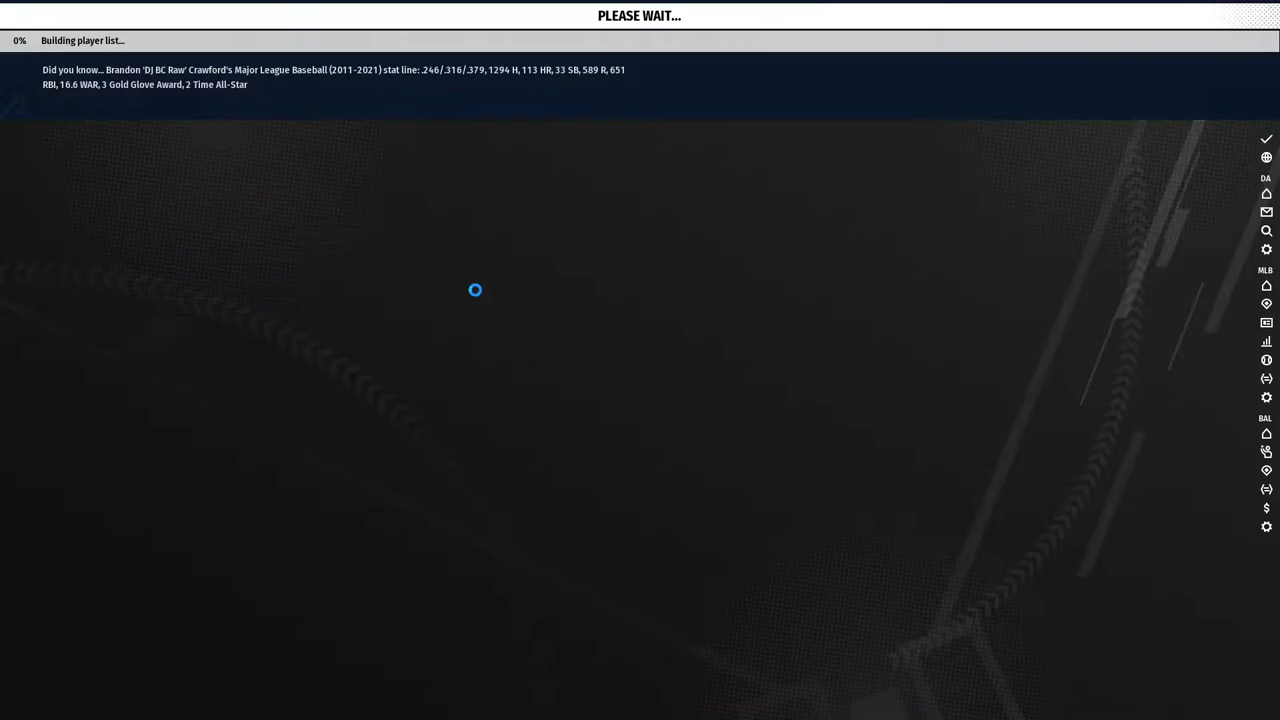 PLEASE WAIT...
0% Building player list...
Did you know... Brandon 'DJ BC Raw' Crawford's Major League Baseball (2011-2021) stat line: .246/.316/.379, 1294 H, 113 HR, 33 SB, 589 R, 651
RBI, 16.6 WAR, 3 Gold Glove Award, 2 Time All-Star
DA
MLB
BAL